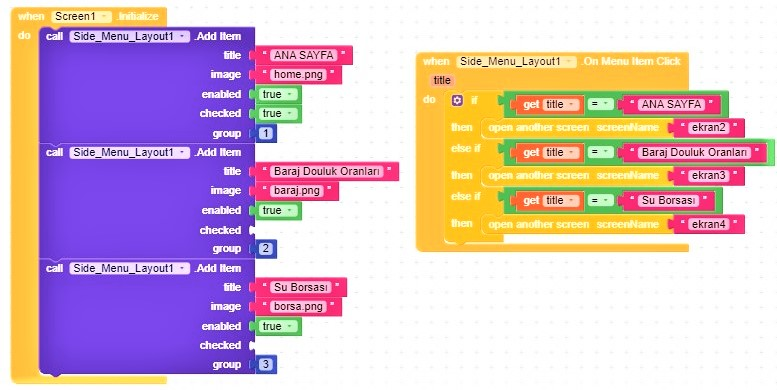 when Screen1 .Initialize
do call Side_Menu_Layout1 .Add Item
title " ANA SAYFA "
image " home.png "
enabled true
checked true
group 1
call Side_Menu_Layout1 .Add Item
title " Baraj Douluk Oranları "
image " baraj.png "
enabled true
checked
group 2
call Side_Menu_Layout1 .Add Item
title " Su Borsası "
image " borsa.png "
enabled true
checked
group 3
when Side_Menu_Layout1 .On Menu Item Click
title
do if get title = " ANA SAYFA "
then open another screen screenName " ekran2 "
else if get title = " Baraj Douluk Oranları "
then open another screen screenName " ekran3 "
else if get title = " Su Borsası "
then open another screen screenName " ekran4 "